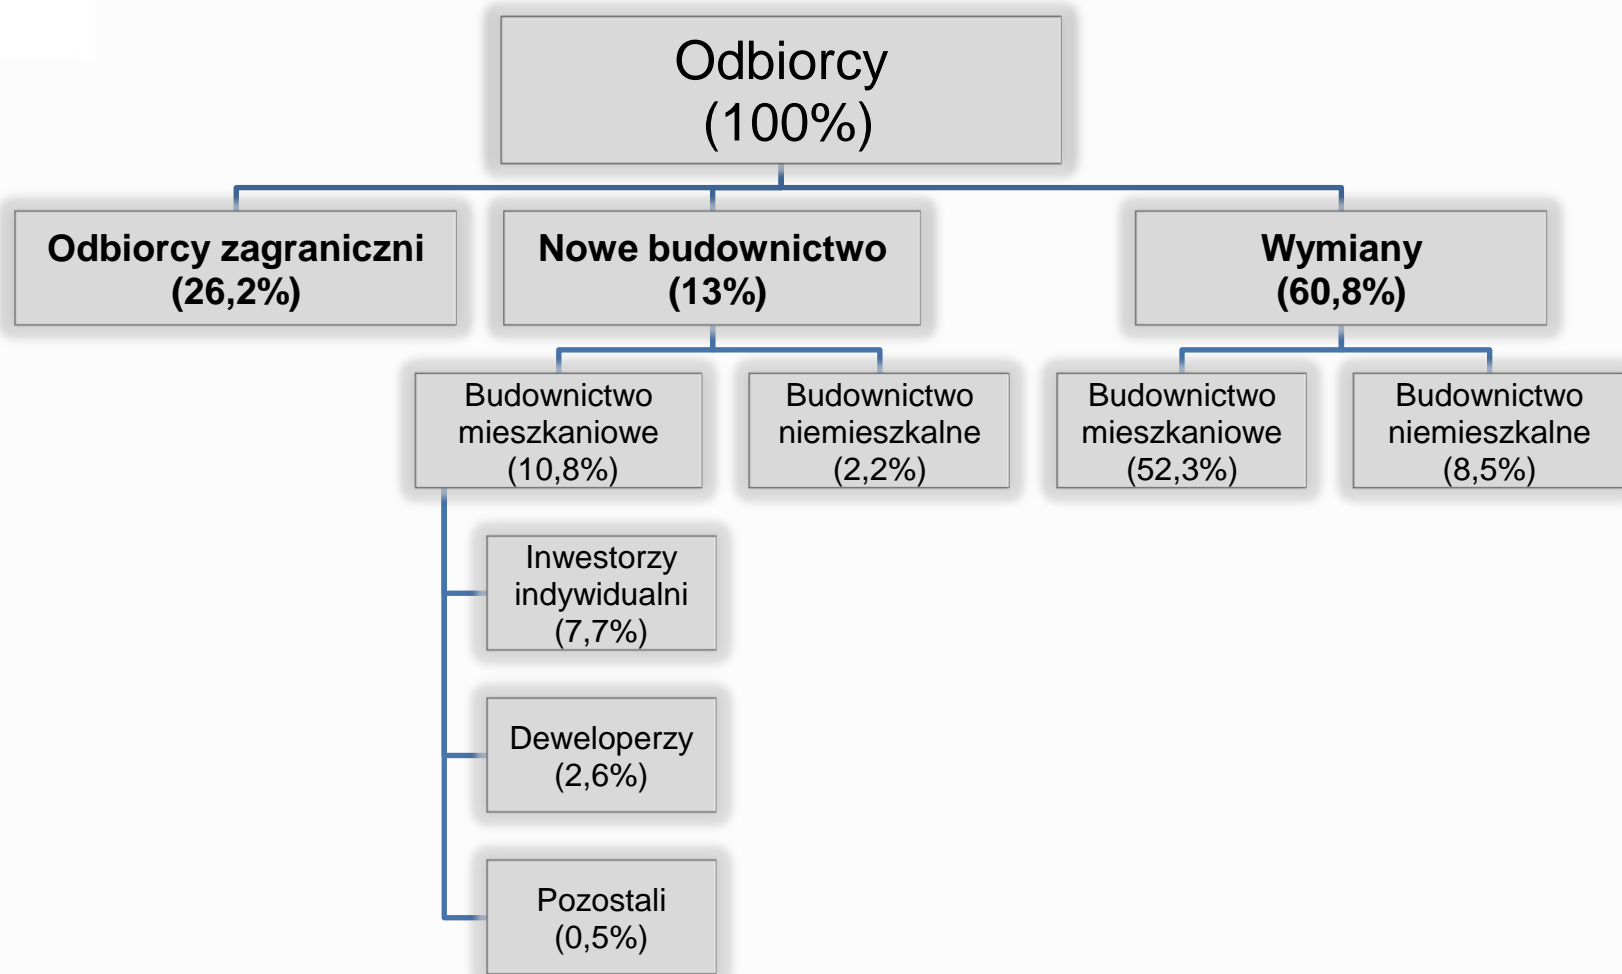 Odbiorcy
(100%)
Odbiorcy zagraniczni
(26,2%)
Nowe budownictwo
(13%)
Wymiany
(60,8%)
Budownictwo
mieszkaniowe
(10,8%)
Budownictwo
niemieszkalne
(2,2%)
Budownictwo
mieszkaniowe
(52,3%)
Budownictwo
niemieszkalne
(8,5%)
Inwestorzy
indywidualni
(7,7%)
Deweloperzy
(2,6%)
Pozostali
(0,5%)